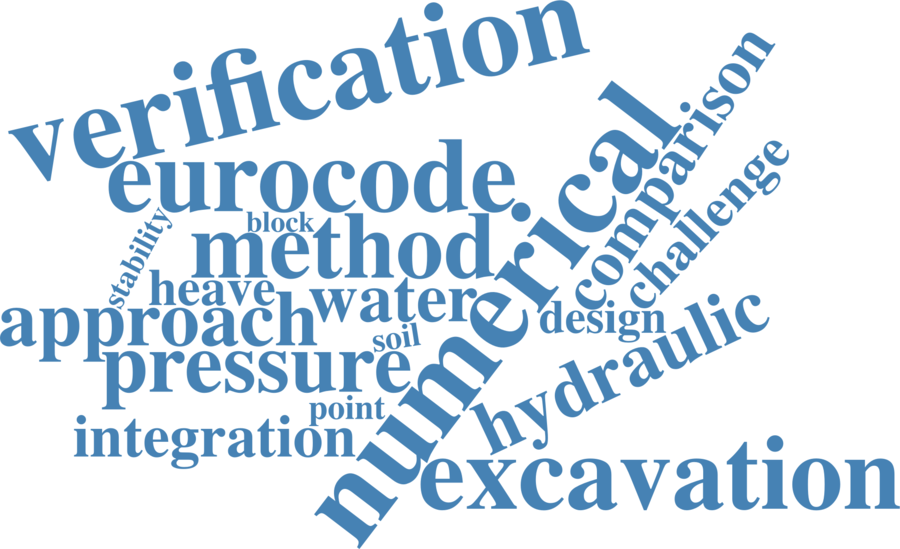 verification
eurocode
numerical
comparison
challenge
block
stability
method
heave
water
approach
soil
design
pressure
hydraulic
point
integration
excavation